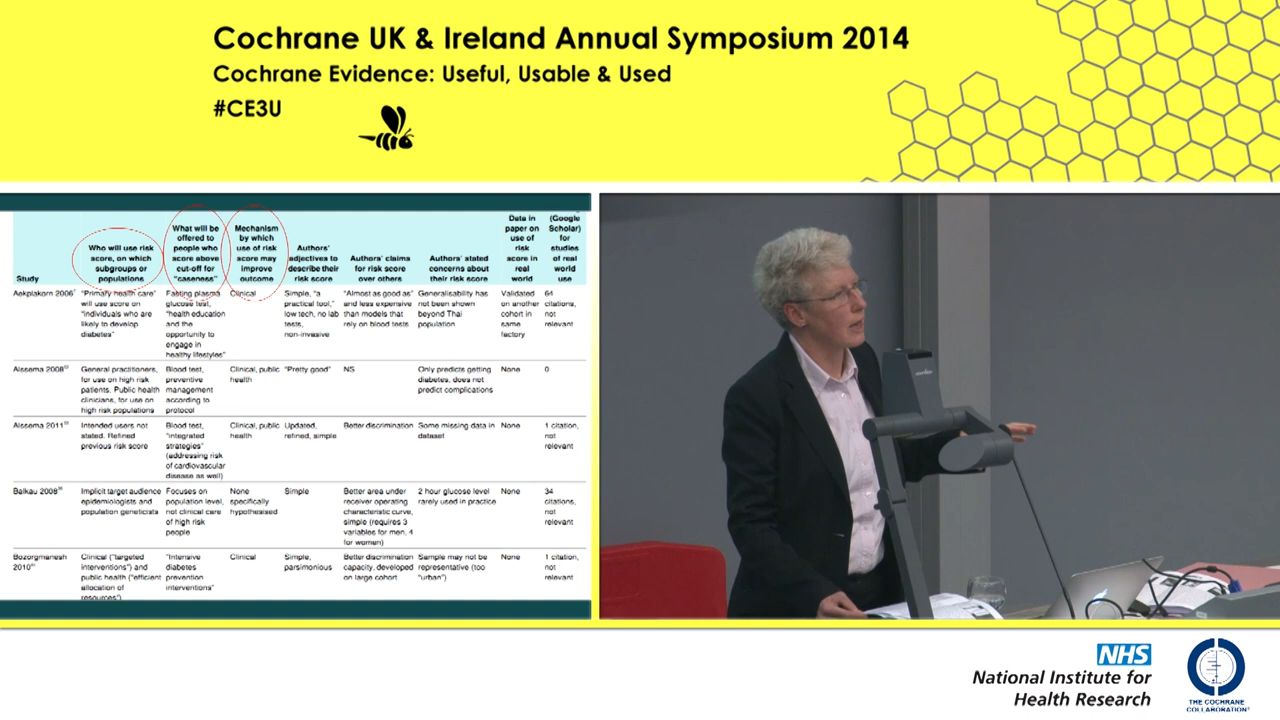 Cochrane UK & Ireland Annual Symposium 2014
Cochrane Evidence: Useful, Usable & Used
#CE3U
Study
Who will use risk
score, on which
subgroups or
populations
What will be
offered to
people who
score above
cut-off for
"caseness"
Mechanism
by which
use of risk
score may
improve
outcome
Authors'
adjectives to
describe their
risk score
Authors' claims
for risk score
over others
Authors' stated
concerns about
their risk score
Data in
paper on
use of
risk
score in
real
world
(Google
Scholar)
for
studies
of real
world
use
Aekplakorn 2006
"Primary health care"
will use score on
"individuals who are
likely to develop
diabetes"
Fasting plasma
glucose test,
"health education
and the
opportunity to
engage in
healthy lifestyles"
Clinical
Simple, "a
practical tool,"
low tech, no lab
tests,
non-invasive
"Almost as good as"
and less expensive
than models that
rely on blood tests
Generalisability has
not been shown
beyond Thai
population
Validated
on another
cohort in
same
factory
64
citations,
not
relevant
Alssema 2008
General practitioners,
for use on high risk
patients. Public health
clinicians, for use on
high risk populations
Blood test,
preventive
management
according to
protocol
Clinical, public
health
"Pretty good"
NS
Only predicts getting
diabetes, does not
predict complications
None
0
Alssema 2011
Intended users not
stated. Refined
previous risk score
Blood test,
"integrated
strategies"
(addressing risk
of cardiovascular
disease as well)
Clinical, public
health
Updated,
refined, simple
Better discrimination
Some missing data in
dataset
None
1 citation,
not
relevant
Balkau 2008
Implicit target audience
epidemiologists and
population geneticists
Focuses on
population level,
not clinical care
of high risk
people
None
specifically
hypothesised
Simple
Better area under
receiver operating
characteristic curve,
simple (requires 3
variables for men, 4
for women)
2 hour glucose level
rarely used in practice
None
34
citations,
not
relevant
Bozorgmanesh
2010
Clinical ("targeted
interventions") and
public health ("efficient
allocation of
resources")
"Intensive
diabetes
prevention
interventions"
Clinical
Simple,
parsimonious
Better discrimination
capacity, developed
on large cohort
Sample may not be
representative (too
"urban")
None
1 citation,
not
relevant
NHS
National Institute for
Health Research
THE COCHRANE
COLLABORATION®